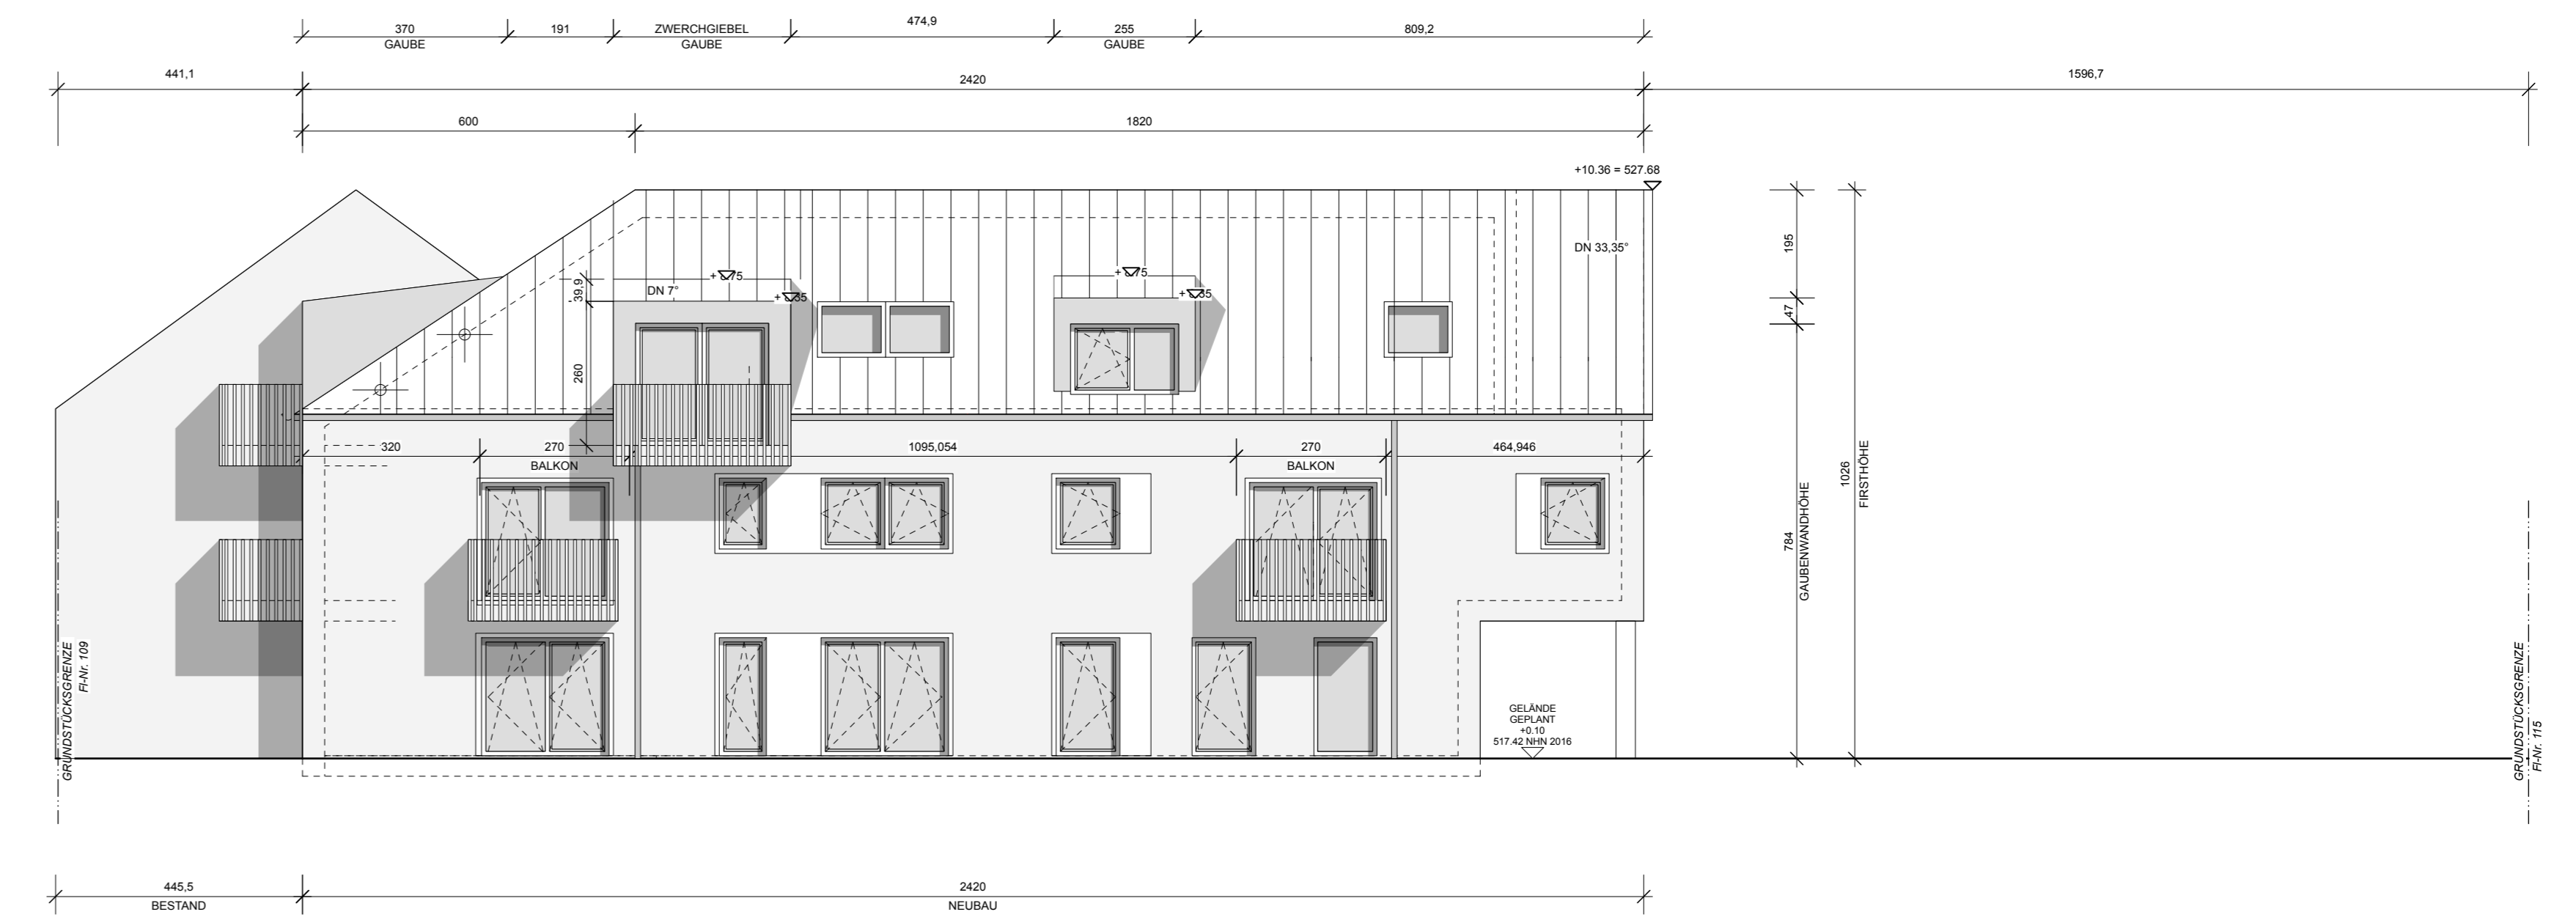 370
GAUBE
191
ZWERCHGIEBEL
GAUBE
474,9
255
GAUBE
809,2
441,1
2420
1596,7
600
1820
+10.36 = 527.68
DN 33,35°
DN 7°
39,9
260
195
47
784
GAUBENWANDHÖHE
1026
FIRSTHÖHE
320
270
BALKON
1095,054
270
BALKON
464,946
GRUNDSTÜCKSGRENZE
Fl-Nr. 109
GELÄNDE
GEPLANT
+0.10
517.42 NHN 2016
GRUNDSTÜCKSGRENZE
Fl-Nr. 115
445,5
BESTAND
2420
NEUBAU